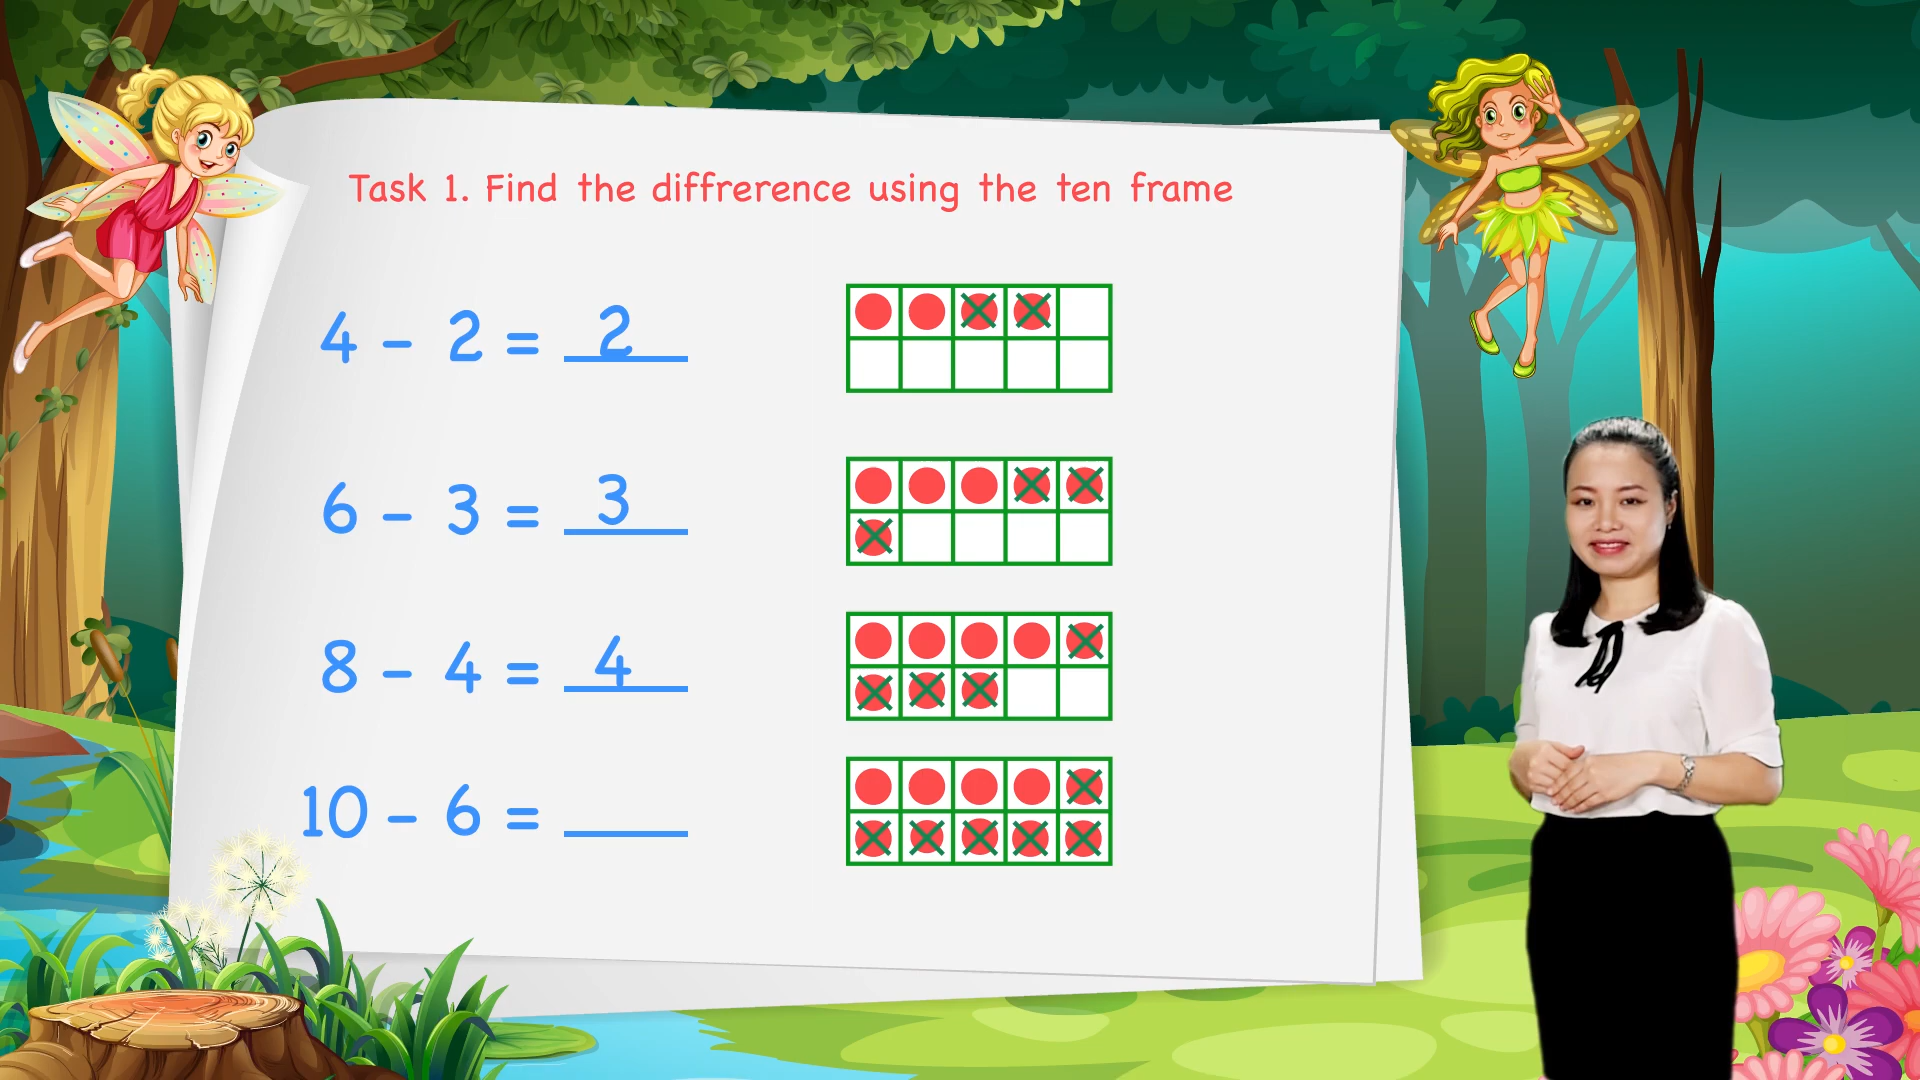 Task 1. Find the diffrerence using the ten frame
4 - 2 = 2
6 - 3 = 3
8 - 4 = 4
10 - 6 = ___